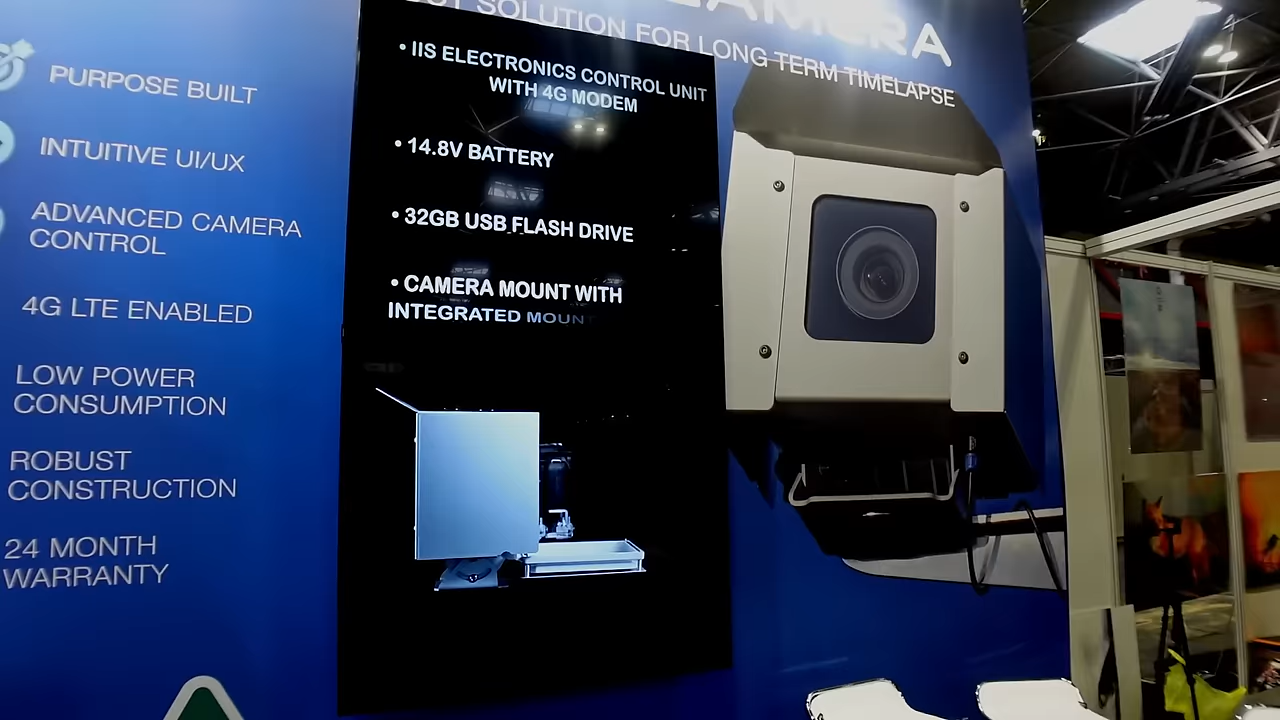 CAMERA
SOLUTION FOR LONG TERM TIMELAPSE
PURPOSE BUILT
INTUITIVE UI/UX
ADVANCED CAMERA
CONTROL
4G LTE ENABLED
LOW POWER
CONSUMPTION
ROBUST
CONSTRUCTION
24 MONTH
WARRANTY
• IIS ELECTRONICS CONTROL UNIT
WITH 4G MODEM
• 14.8V BATTERY
• 32GB USB FLASH DRIVE
• CAMERA MOUNT WITH
INTEGRATED MOUNT